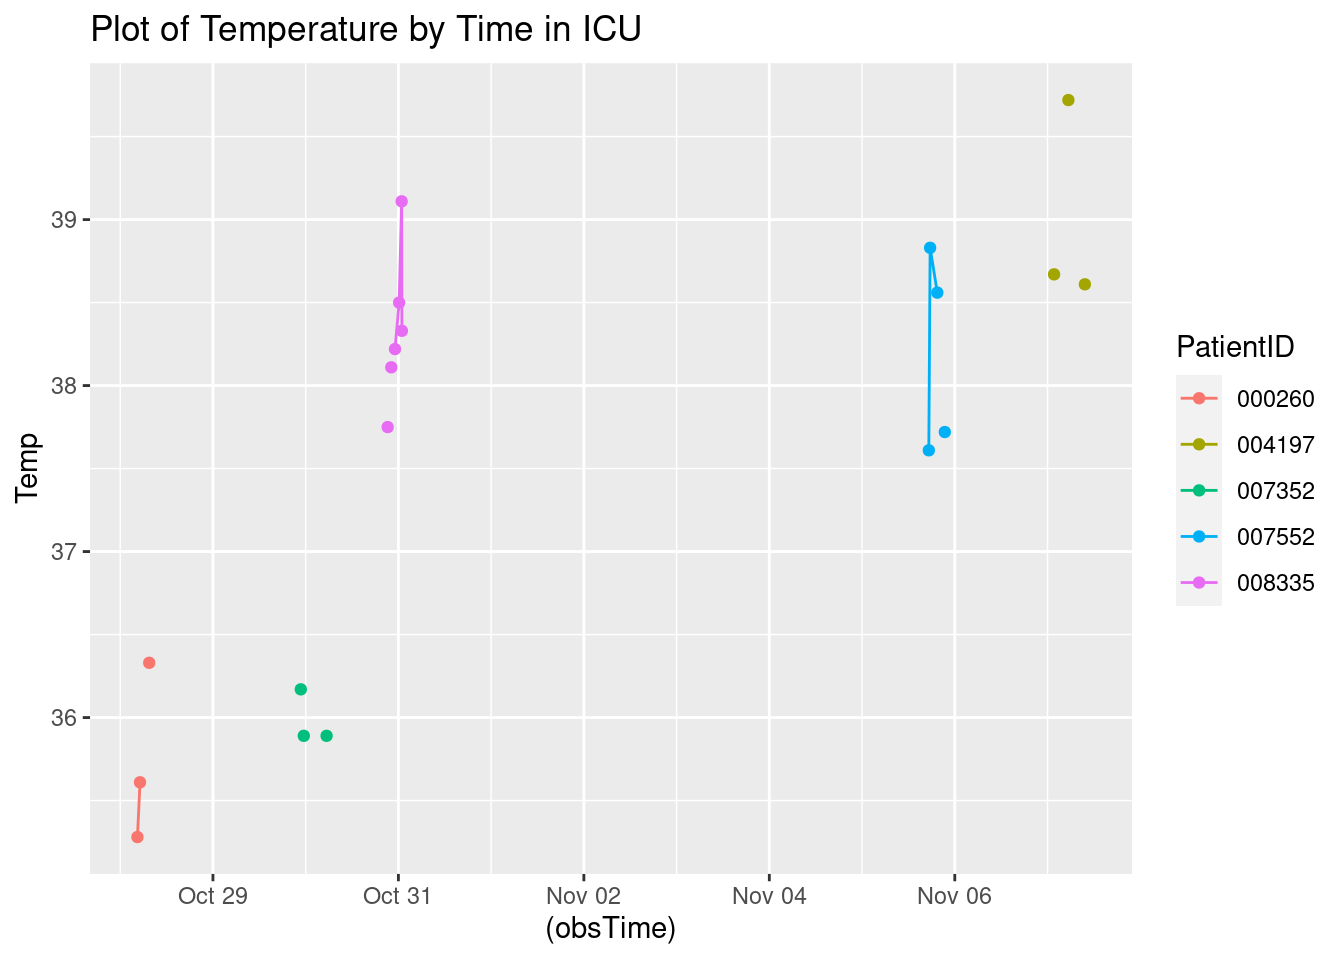 Plot of Temperature by Time in ICU
Temp
39
38
37
36
Oct 29
Oct 31
Nov 02
Nov 04
Nov 06
(obsTime)
PatientID
000260
004197
007352
007552
008335